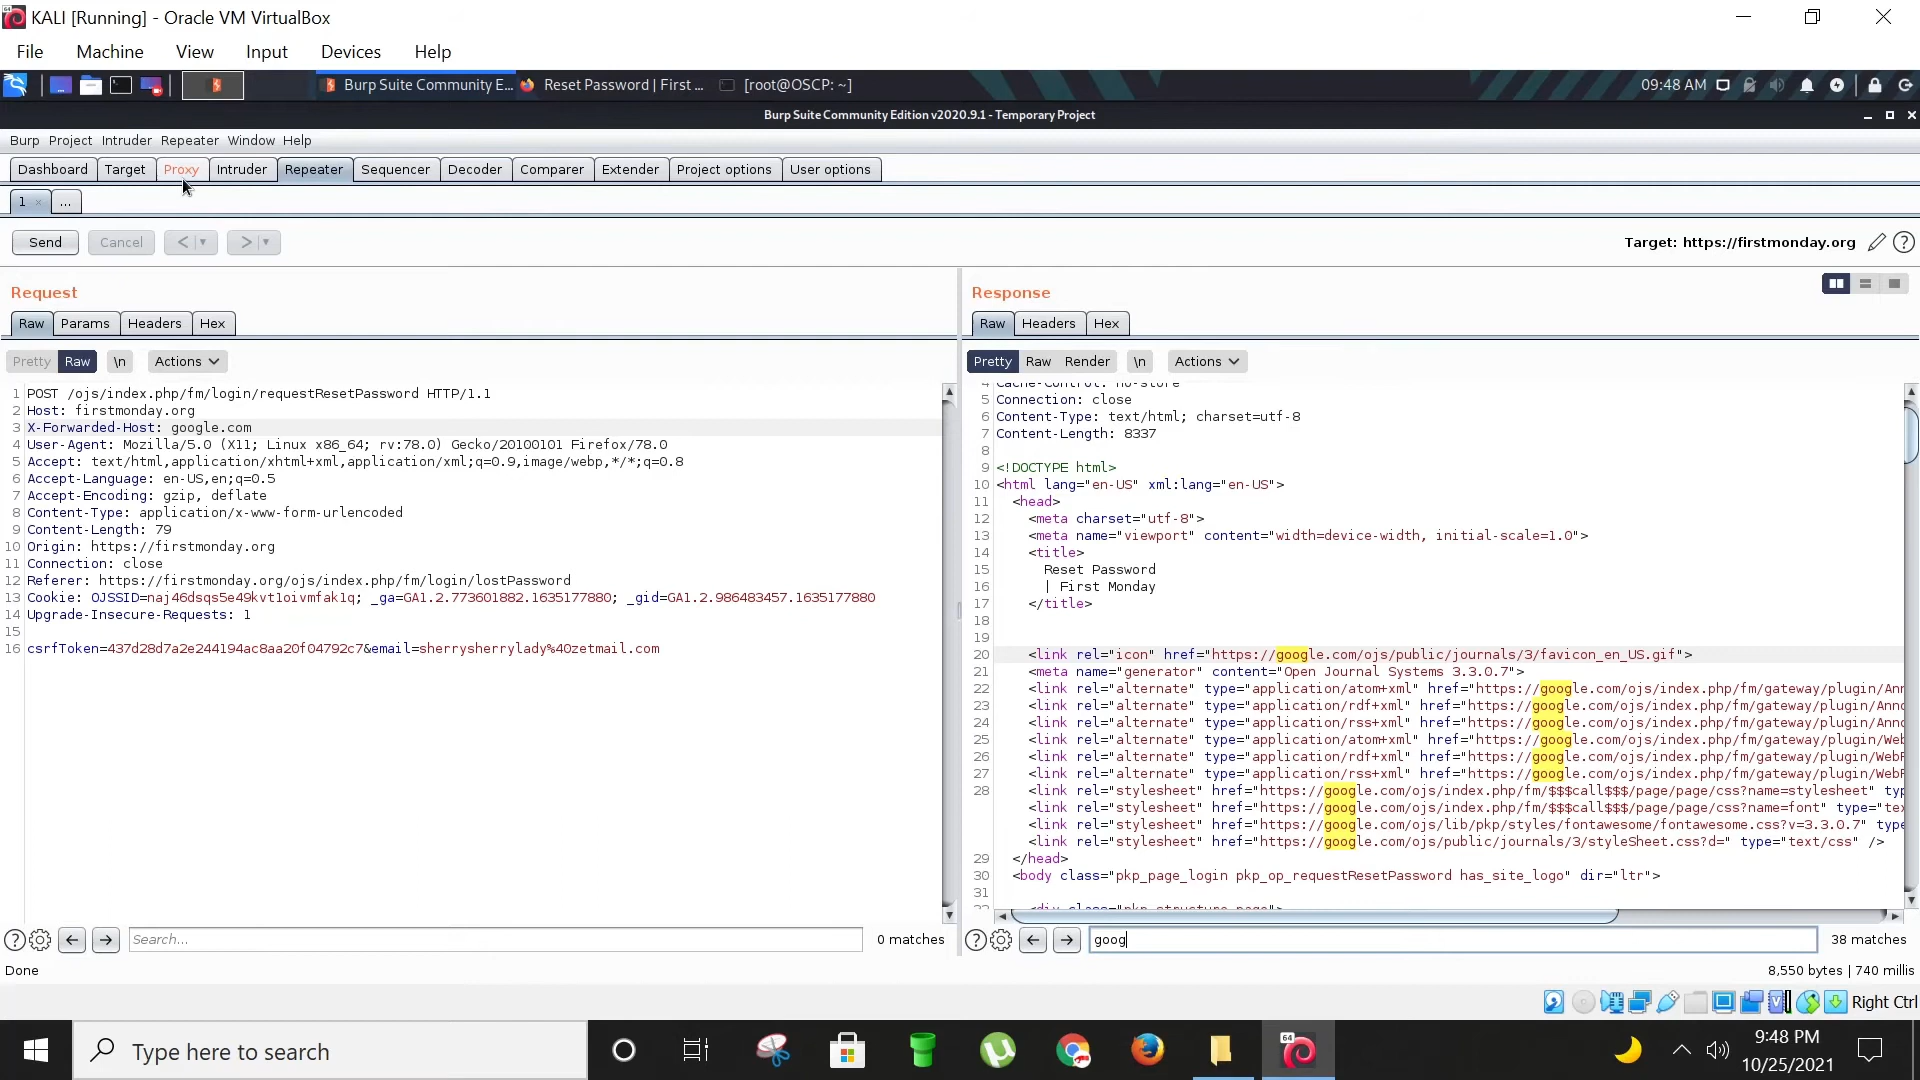 KALI [Running] - Oracle VM VirtualBox
File Machine View Input Devices Help
Burp Suite Community E... Reset Password | First ... [root@OSCP: ~] 09:48 AM
Burp Suite Community Edition v2020.9.1 - Temporary Project
Burp Project Intruder Repeater Window Help
Dashboard Target Proxy Intruder Repeater Sequencer Decoder Comparer Extender Project options User options
1 × ...
Send Cancel < > Target: https://firstmonday.org ?
Request
Raw Params Headers Hex
Pretty Raw \n Actions
1 POST /ojs/index.php/fm/login/requestResetPassword HTTP/1.1
2 Host: firstmonday.org
3 X-Forwarded-Host: google.com
4 User-Agent: Mozilla/5.0 (X11; Linux x86_64; rv:78.0) Gecko/20100101 Firefox/78.0
5 Accept: text/html,application/xhtml+xml,application/xml;q=0.9,image/webp,*/*;q=0.8
6 Accept-Language: en-US,en;q=0.5
7 Accept-Encoding: gzip, deflate
8 Content-Type: application/x-www-form-urlencoded
9 Content-Length: 79
10 Origin: https://firstmonday.org
11 Connection: close
12 Referer: https://firstmonday.org/ojs/index.php/fm/login/lostPassword
13 Cookie: OJSSID=naj46dsqs5e49kvt1oivmfak1q; _ga=GA1.2.773601882.1635177880; _gid=GA1.2.986483457.1635177880
14 Upgrade-Insecure-Requests: 1
15
16 csrfToken=437d28d7a2e244194ac8aa20f04792c7&email=sherrysherrylady%40zetmail.com
? Search... 0 matches
Response
Raw Headers Hex
Pretty Raw Render \n Actions
4 Cache-Control: no-store
5 Connection: close
6 Content-Type: text/html; charset=utf-8
7 Content-Length: 8337
8
9 <!DOCTYPE html>
10 <html lang="en-US" xml:lang="en-US">
11 <head>
12 <meta charset="utf-8">
13 <meta name="viewport" content="width=device-width, initial-scale=1.0">
14 <title>
15 Reset Password
16 | First Monday
17 </title>
18
19
20 <link rel="icon" href="https://google.com/ojs/public/journals/3/favicon_en_US.gif">
21 <meta name="generator" content="Open Journal Systems 3.3.0.7">
22 <link rel="alternate" type="application/atom+xml" href="https://google.com/ojs/index.php/fm/gateway/plugin/Ann
23 <link rel="alternate" type="application/rdf+xml" href="https://google.com/ojs/index.php/fm/gateway/plugin/Anno
24 <link rel="alternate" type="application/rss+xml" href="https://google.com/ojs/index.php/fm/gateway/plugin/Anno
25 <link rel="alternate" type="application/atom+xml" href="https://google.com/ojs/index.php/fm/gateway/plugin/Web
26 <link rel="alternate" type="application/rdf+xml" href="https://google.com/ojs/index.php/fm/gateway/plugin/WebF
27 <link rel="alternate" type="application/rss+xml" href="https://google.com/ojs/index.php/fm/gateway/plugin/WebF
28 <link rel="stylesheet" href="https://google.com/ojs/index.php/fm/$$$call$$$/page/page/css?name=stylesheet" typ
<link rel="stylesheet" href="https://google.com/ojs/index.php/fm/$$$call$$$/page/page/css?name=font" type="tex
<link rel="stylesheet" href="https://google.com/ojs/lib/pkp/styles/fontawesome/fontawesome.css?v=3.3.0.7" type
<link rel="stylesheet" href="https://google.com/ojs/public/journals/3/styleSheet.css?d=" type="text/css" />
29 </head>
30 <body class="pkp_page_login pkp_op_requestResetPassword has_site_logo" dir="ltr">
31
<div class="pkp_structure_page">
? goog 38 matches
Done 8,550 bytes | 740 millis
Right Ctrl
Type here to search 64 9:48 PM
10/25/2021